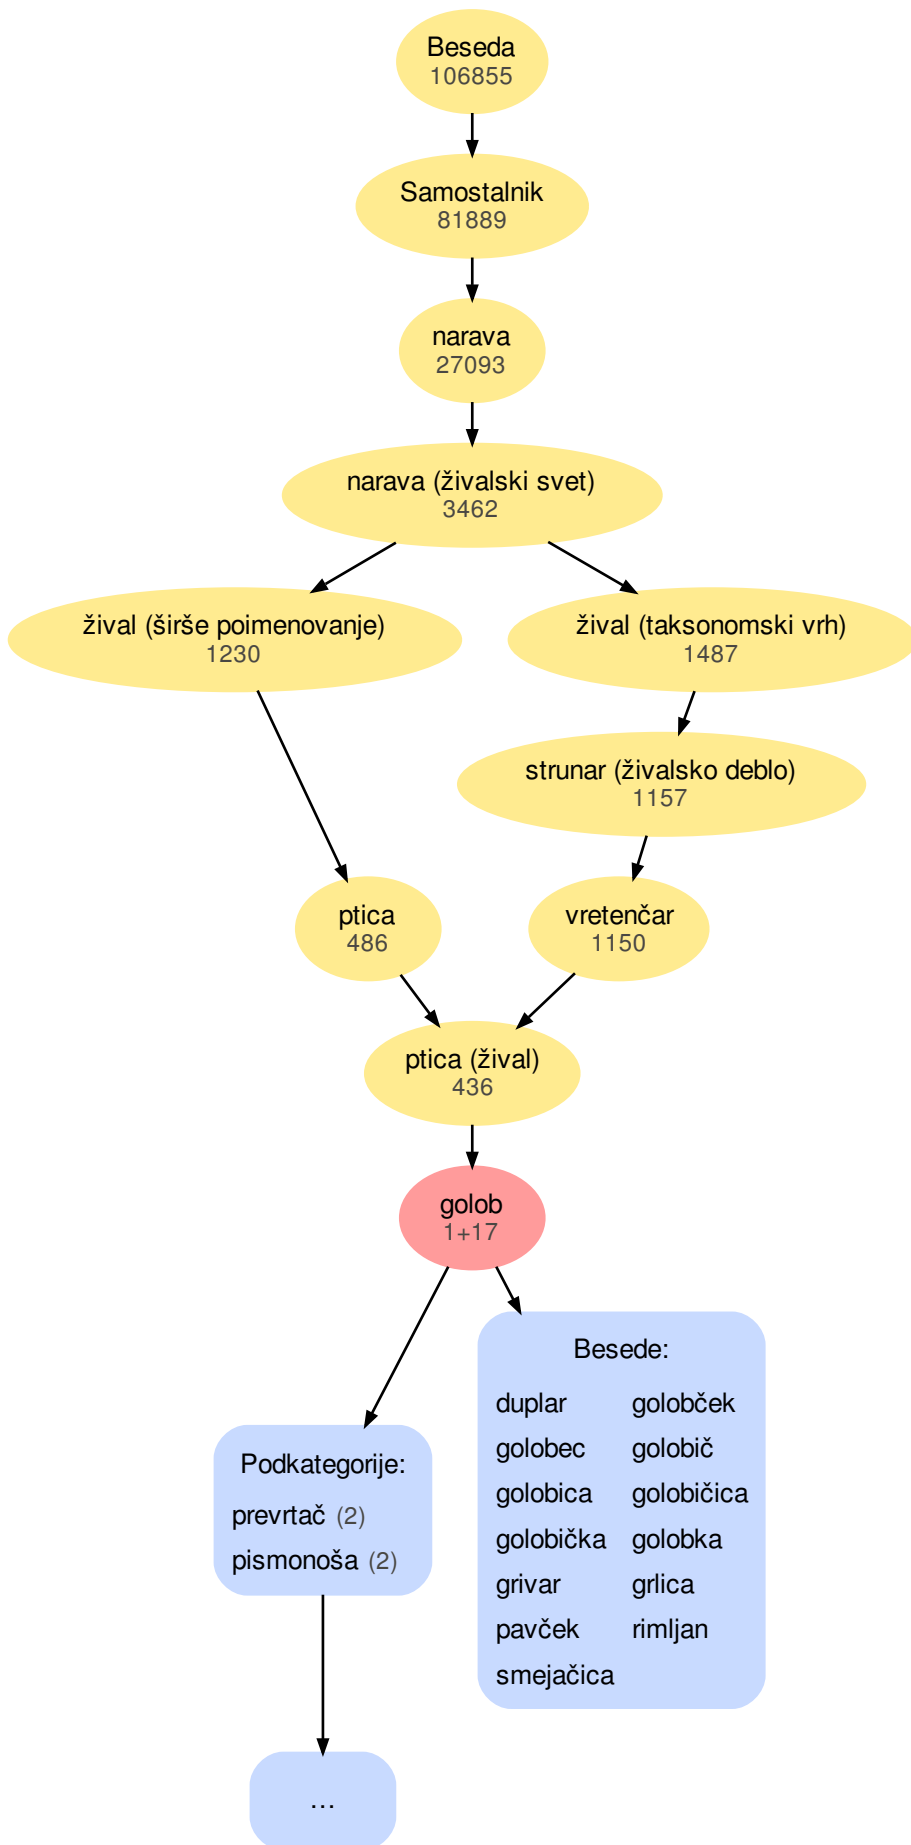 Beseda
106855
Samostalnik
81889
narava
27093
narava (živalski svet)
3462
žival (širše poimenovanje)
1230
žival (taksonomski vrh)
1487
strunar (živalsko deblo)
1157
ptica
486
vretenčar
1150
ptica (žival)
436
golob
1+17
Besede:
duplar golobček
golobec golobič
golobica golobičica
golobička golobka
grivar grlica
pavček rimljan
smejačica
Podkategorije:
prevrtač (2)
pismonoša (2)
...